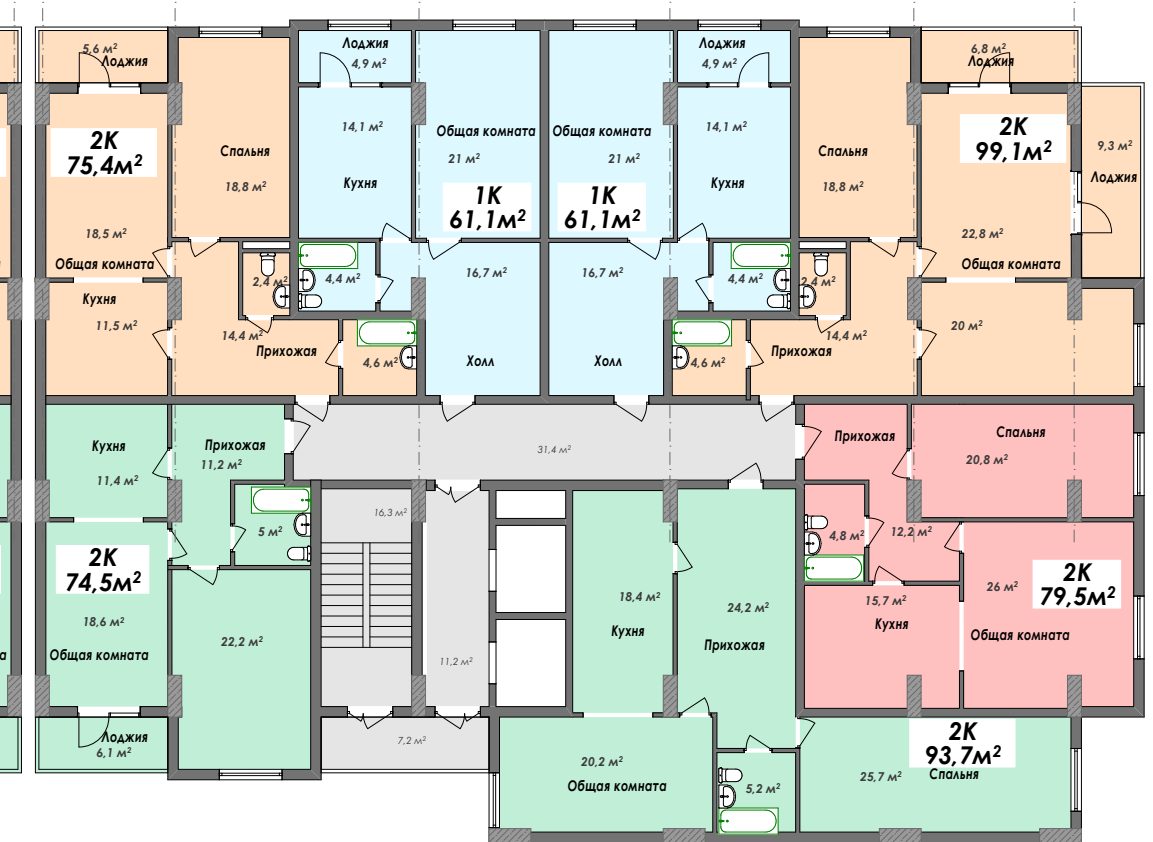 5,6 м²
Лоджия
2К
75,4м²
18,5 м²
Общая комната
Кухня
11,5 м²
Спальня
18,8 м²
2,4 м²
14,4 м²
Прихожая
4,6 м²
Лоджия
4,9 м²
14,1 м²
Кухня
4,4 м²
Общая комната
21 м²
1К
61,1м²
16,7 м²
Холл
Общая комната
21 м²
1К
61,1м²
16,7 м²
Холл
Лоджия
4,9 м²
14,1 м²
Кухня
4,4 м²
Спальня
18,8 м²
2,4 м²
14,4 м²
Прихожая
4,6 м²
6,8 м²
Лоджия
2К
99,1м²
22,8 м²
Общая комната
20 м²
9,3 м²
Лоджия
31,4 м²
Кухня
11,4 м²
Прихожая
11,2 м²
5 м²
2К
74,5м²
18,6 м²
Общая комната
22,2 м²
Лоджия
6,1 м²
16,3 м²
11,2 м²
7,2 м²
18,4 м²
Кухня
24,2 м²
Прихожая
20,2 м²
Общая комната
5,2 м²
2К
93,7м²
25,7 м²
Спальня
Прихожая
Спальня
20,8 м²
4,8 м²
12,2 м²
15,7 м²
Кухня
2К
79,5м²
26 м²
Общая комната
а